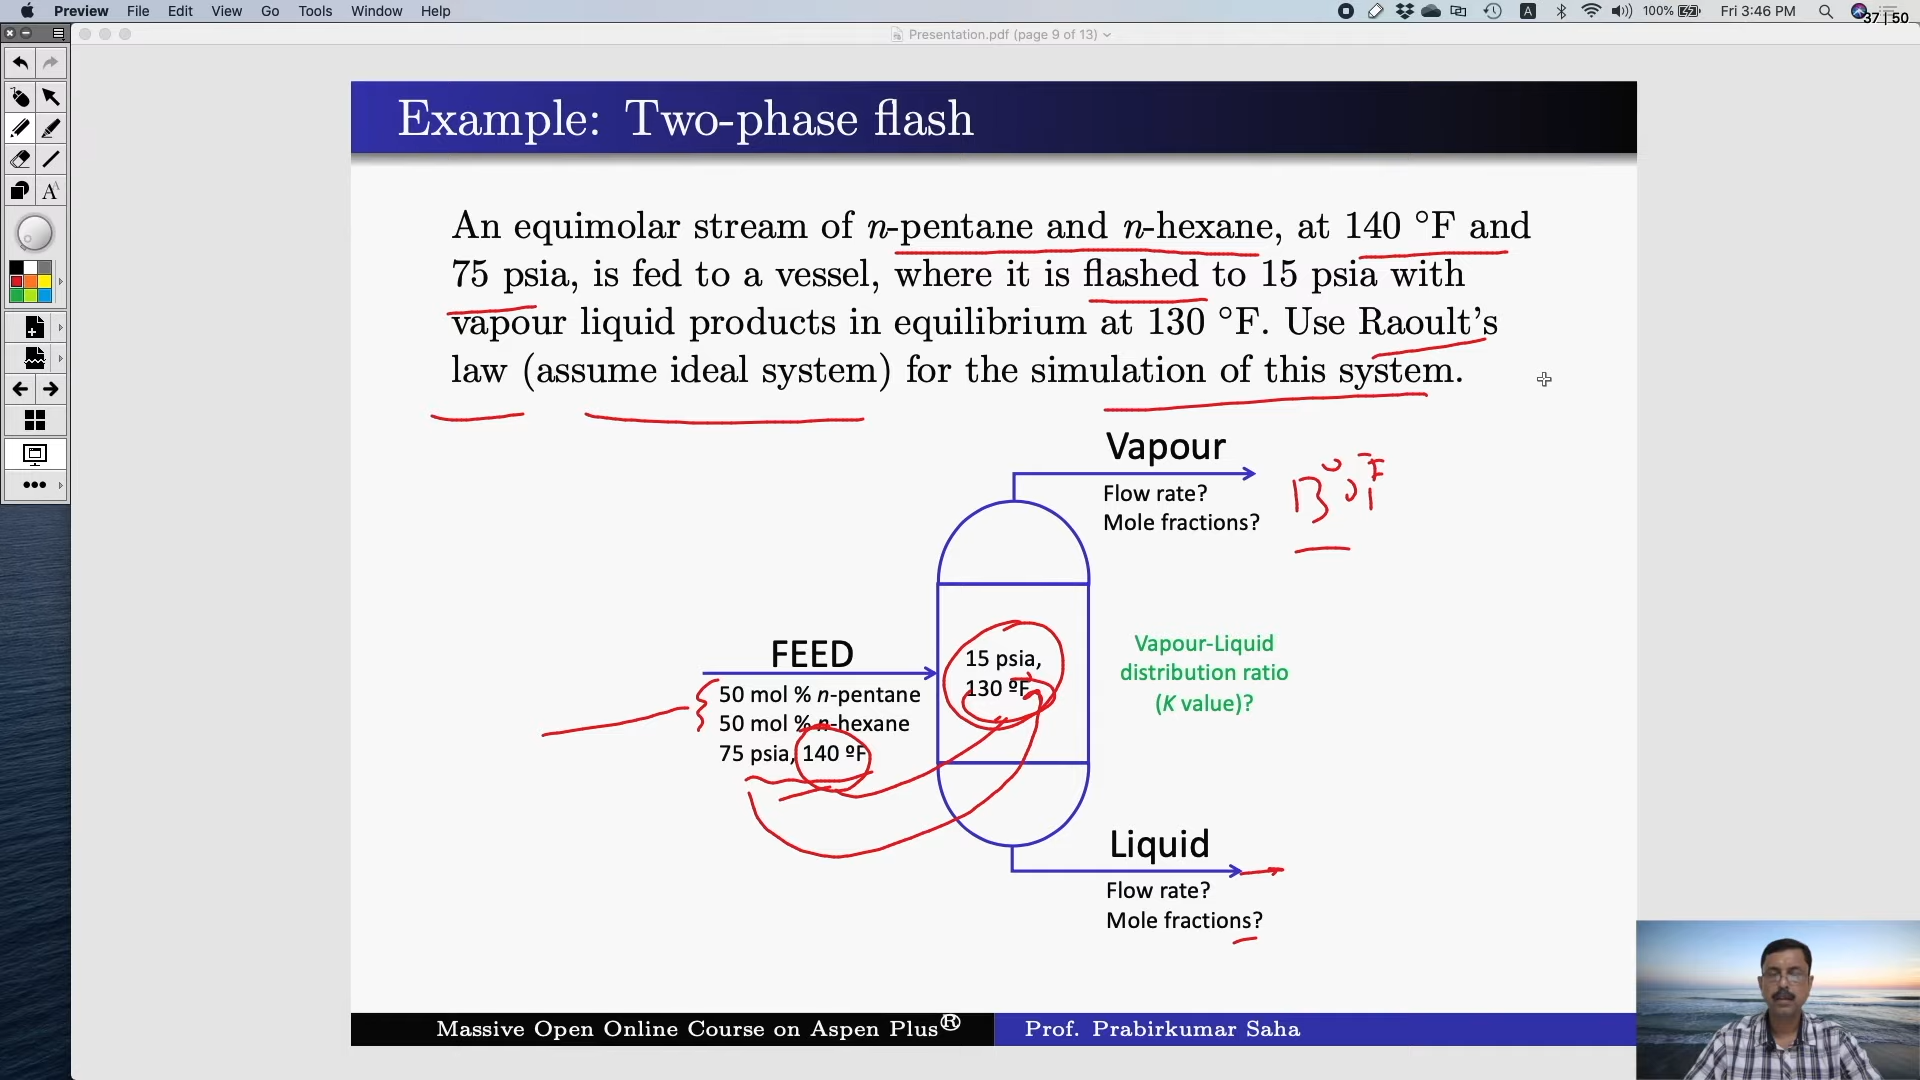 Preview File Edit View Go Tools Window Help
100% Fri 3:46 PM
37 | 50
Presentation.pdf (page 9 of 13)
Example: Two-phase flash
An equimolar stream of n-pentane and n-hexane, at 140 °F and
75 psia, is fed to a vessel, where it is flashed to 15 psia with
vapour liquid products in equilibrium at 130 °F. Use Raoult's
law (assume ideal system) for the simulation of this system.
Vapour
Flow rate?
Mole fractions?
130 °F
FEED
50 mol % n-pentane
50 mol % n-hexane
75 psia, 140 ºF
15 psia,
130 ºF
Vapour-Liquid
distribution ratio
(K value)?
Liquid
Flow rate?
Mole fractions?
Massive Open Online Course on Aspen Plus® Prof. Prabirkumar Saha